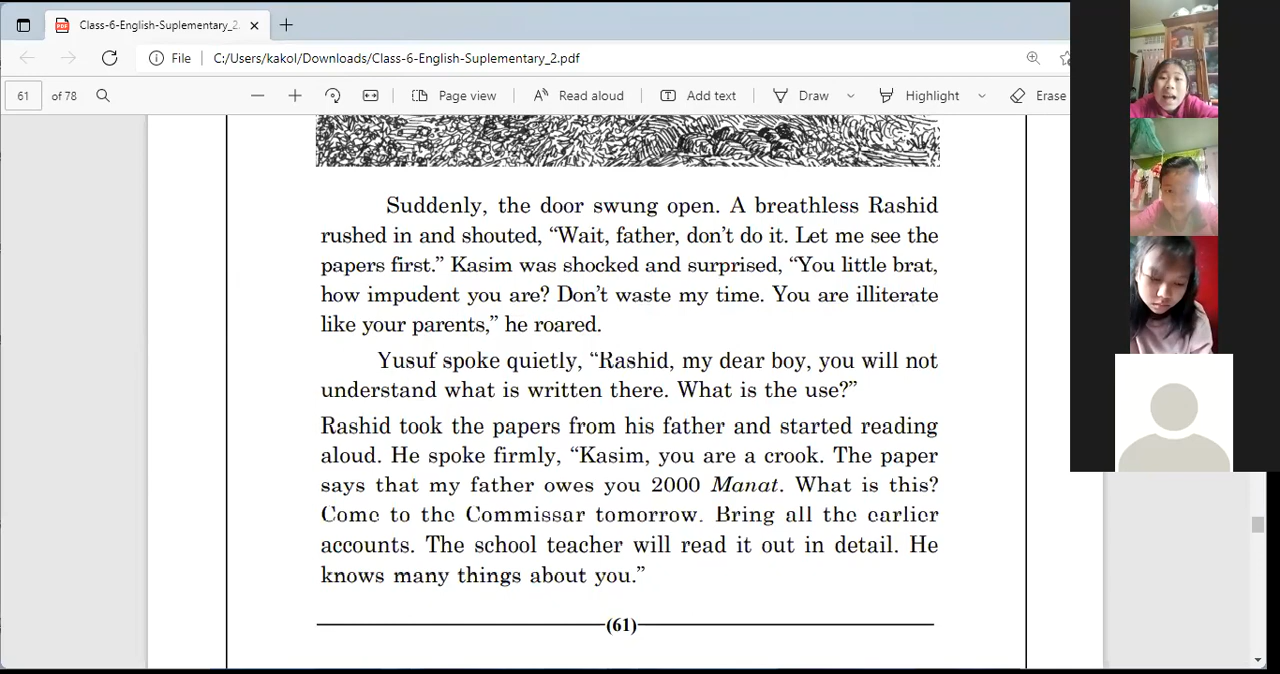 Class-6-English-Suplementary_2.
File C:/Users/kakol/Downloads/Class-6-English-Suplementary_2.pdf
61 of 78 Page view Read aloud Add text Draw Highlight Erase
Suddenly, the door swung open. A breathless Rashid
rushed in and shouted, “Wait, father, don’t do it. Let me see the
papers first.” Kasim was shocked and surprised, “You little brat,
how impudent you are? Don’t waste my time. You are illiterate
like your parents,” he roared.
Yusuf spoke quietly, “Rashid, my dear boy, you will not
understand what is written there. What is the use?”
Rashid took the papers from his father and started reading
aloud. He spoke firmly, “Kasim, you are a crook. The paper
says that my father owes you 2000 Manat. What is this?
Come to the Commissar tomorrow. Bring all the earlier
accounts. The school teacher will read it out in detail. He
knows many things about you.”
(61)